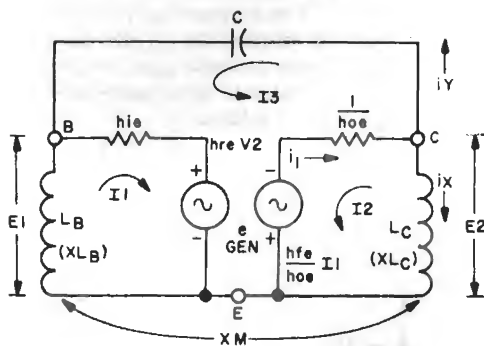 C
I3
iY
B
hie
hre V2
1
hoe
i1
C
E1
I1
+
-
-
+
e
GEN
I2
iX
E2
LB
(XLB)
LC
(XLC)
hfe
hoe
I1
E
XM